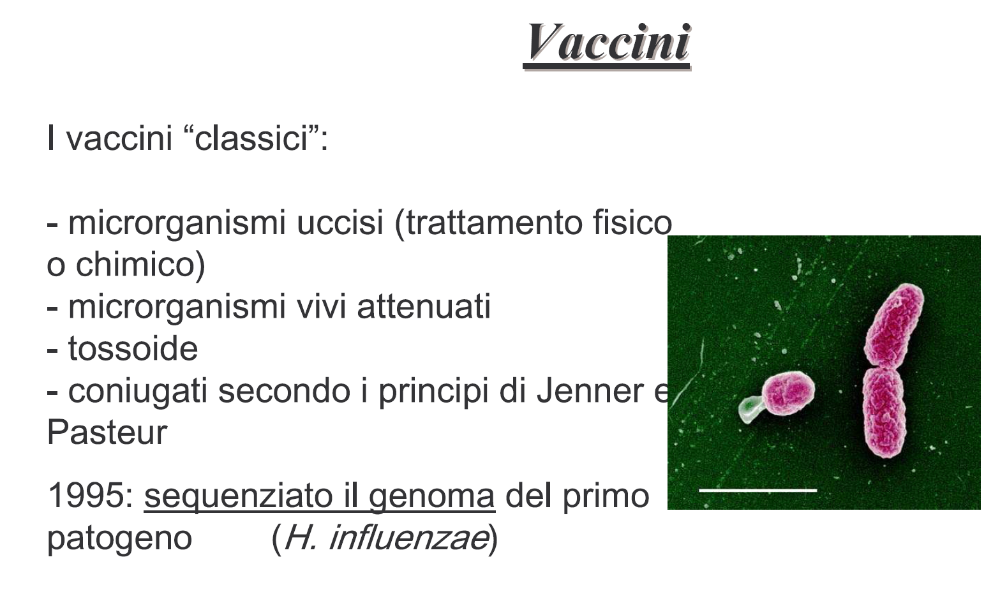 Vaccini
I vaccini “classici”:
- microrganismi uccisi (trattamento fisico
o chimico)
- microrganismi vivi attenuati
- tossoide
- coniugati secondo i principi di Jenner e
Pasteur
1995: sequenziato il genoma del primo
patogeno (H. influenzae)